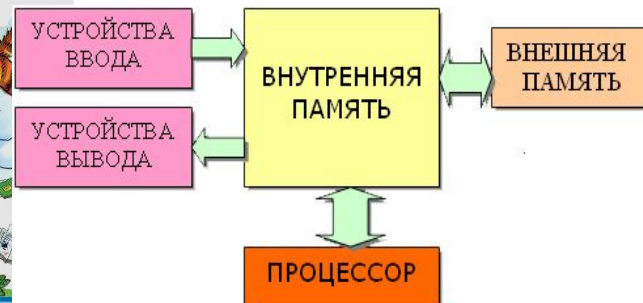 УСТРОЙСТВА
ВВОДА
УСТРОЙСТВА
ВЫВОДА
ВНУТРЕННЯЯ
ПАМЯТЬ
ВНЕШНЯЯ
ПАМЯТЬ
ПРОЦЕССОР